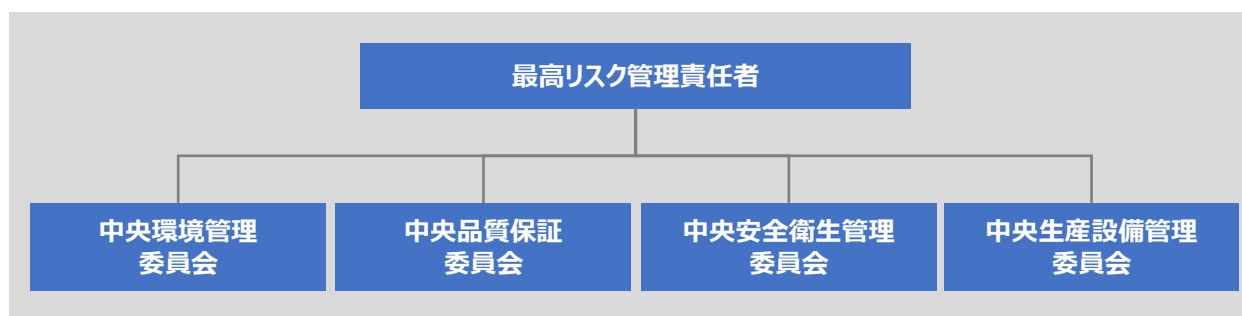 最高リスク管理責任者
中央環境管理
委員会
中央品質保証
委員会
中央安全衛生管理
委員会
中央生産設備管理
委員会